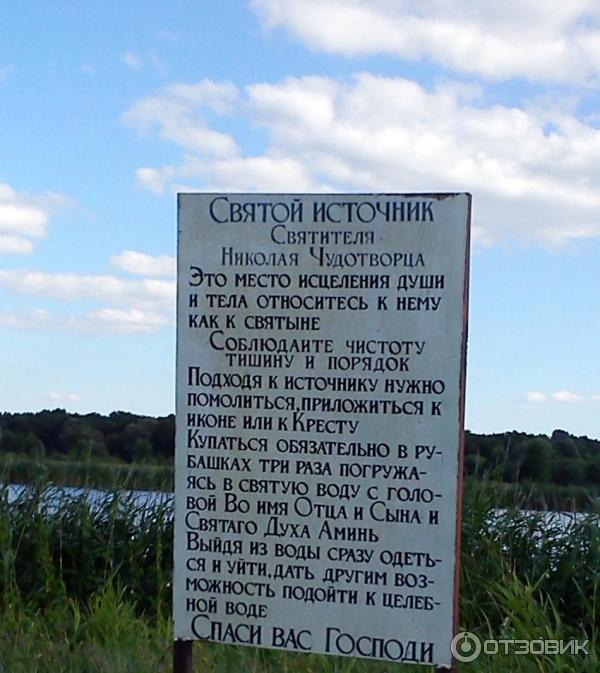 Святой источник
Святителя
Николая Чудотворца
Это место исцеления души
и тела относитесь к нему
как к святыне
Соблюдаите чистоту
тишину и порядок
Подходя к источнику нужно
помолиться, приложиться к
иконе или к Кресту
Купаться обязательно в ру-
башках три раза погружа-
ясь в святую воду с голо-
вой Во имя Отца и Сына и
Святаго Духа Аминь
Выйдя из воды сразу одеть-
ся и уйти, дать другим воз-
можность подойти к целеб-
ной воде
Спаси вас Господи
ОТЗОВИК